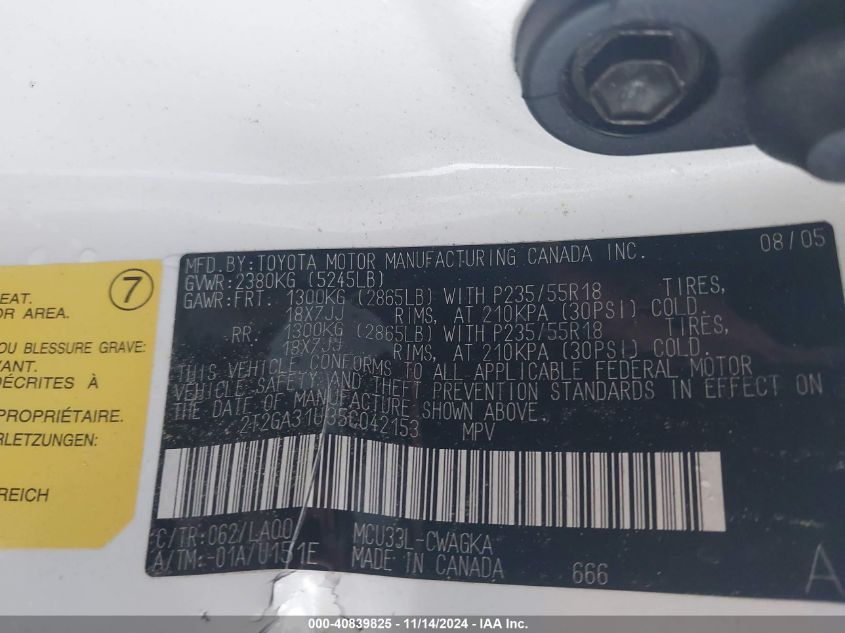 7
EAT.
OR AREA.
OU BLESSURE GRAVE:
VANT.
DÉCRITES À
PROPRIÉTAIRE.
ERLETZUNGEN:
REICH
MFD.BY:TOYOTA MOTOR MANUFACTURING CANADA INC. 08/05
GVWR:2380KG (5245LB)
GAWR:FRT. 1300KG (2865LB) WITH P235/55R18 TIRES,
18X7JJ RIMS, AT 210KPA (30PSI) COLD.
RR. 1300KG (2865LB) WITH P235/55R18 TIRES,
18X7JJ RIMS, AT 210KPA (30PSI) COLD.
THIS VEHICLE CONFORMS TO ALL APPLICABLE FEDERAL MOTOR
VEHICLE SAFETY AND THEFT PREVENTION STANDARDS IN EFFECT ON
THE DATE OF MANUFACTURE SHOWN ABOVE.
2T2GA31U35C042153 MPV
C/TR:062/LA00 MCU33L-CWAGKA
A/TM:-01A/U151E MADE IN CANADA 666 A
000-40839825 - 11/14/2024 - IAA Inc.